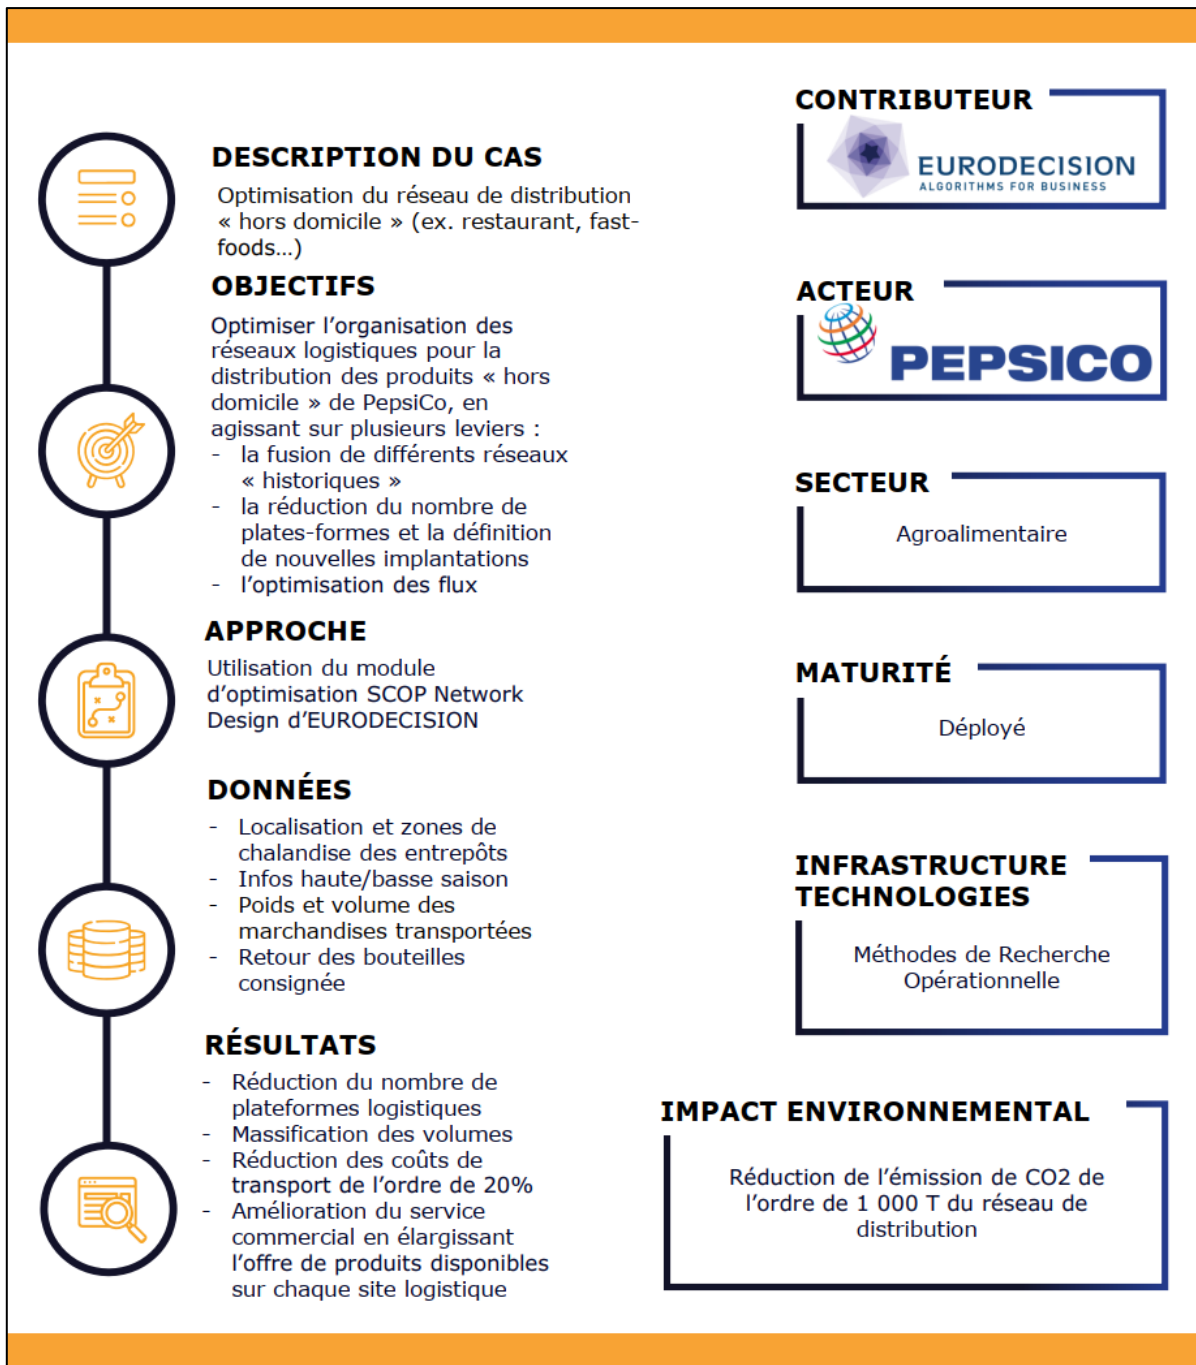 DESCRIPTION DU CAS
Optimisation du réseau de distribution
« hors domicile » (ex. restaurant, fast-
foods...)
OBJECTIFS
Optimiser l'organisation des
réseaux logistiques pour la
distribution des produits « hors
domicile » de PepsiCo, en
agissant sur plusieurs leviers :
- la fusion de différents réseaux
« historiques »
- la réduction du nombre de
plates-formes et la définition
de nouvelles implantations
- l'optimisation des flux
APPROCHE
Utilisation du module
d'optimisation SCOP Network
Design d'EURODECISION
DONNÉES
- Localisation et zones de
chalandise des entrepôts
- Infos haute/basse saison
- Poids et volume des
marchandises transportées
- Retour des bouteilles
consignée
RÉSULTATS
- Réduction du nombre de
plateformes logistiques
- Massification des volumes
- Réduction des coûts de
transport de l'ordre de 20%
- Amélioration du service
commercial en élargissant
l'offre de produits disponibles
sur chaque site logistique
CONTRIBUTEUR
EURODECISION
ALGORITHMS FOR BUSINESS
ACTEUR
PEPSICO
SECTEUR
Agroalimentaire
MATURITÉ
Déployé
INFRASTRUCTURE
TECHNOLOGIES
Méthodes de Recherche
Opérationnelle
IMPACT ENVIRONNEMENTAL
Réduction de l'émission de CO2 de
l'ordre de 1 000 T du réseau de
distribution